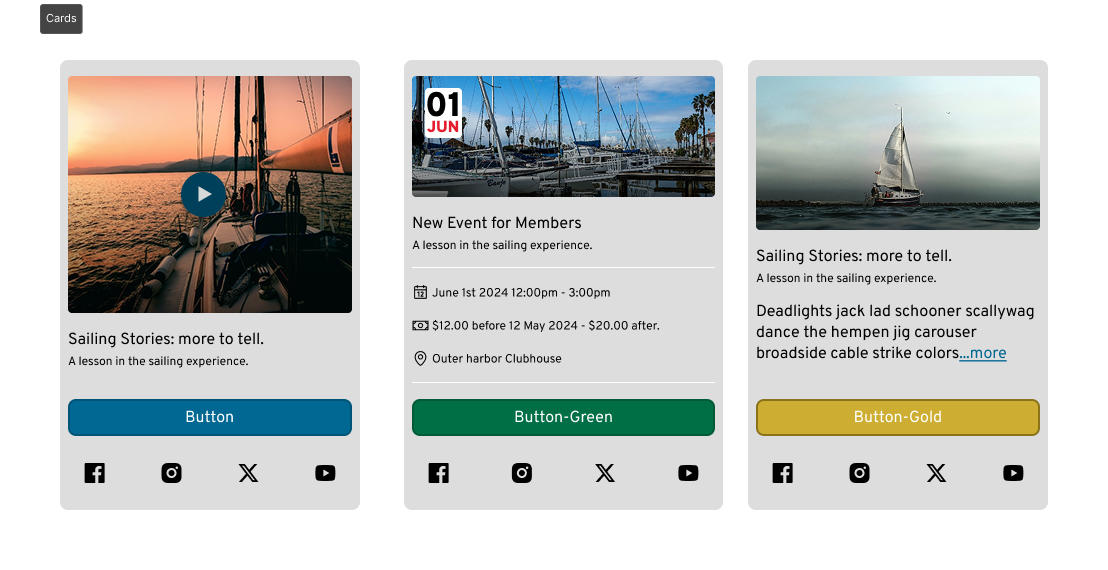 Cards
Sailing Stories: more to tell.
A lesson in the sailing experience.
Button
01
JUN
New Event for Members
A lesson in the sailing experience.
12
June 1st 2024 12:00pm - 3:00pm
$12.00 before 12 May 2024 - $20.00 after.
Outer harbor Clubhouse
Button-Green
Sailing Stories: more to tell.
A lesson in the sailing experience.
Deadlights jack lad schooner scallywag
dance the hempen jig carouser
broadside cable strike colors...more
Button-Gold